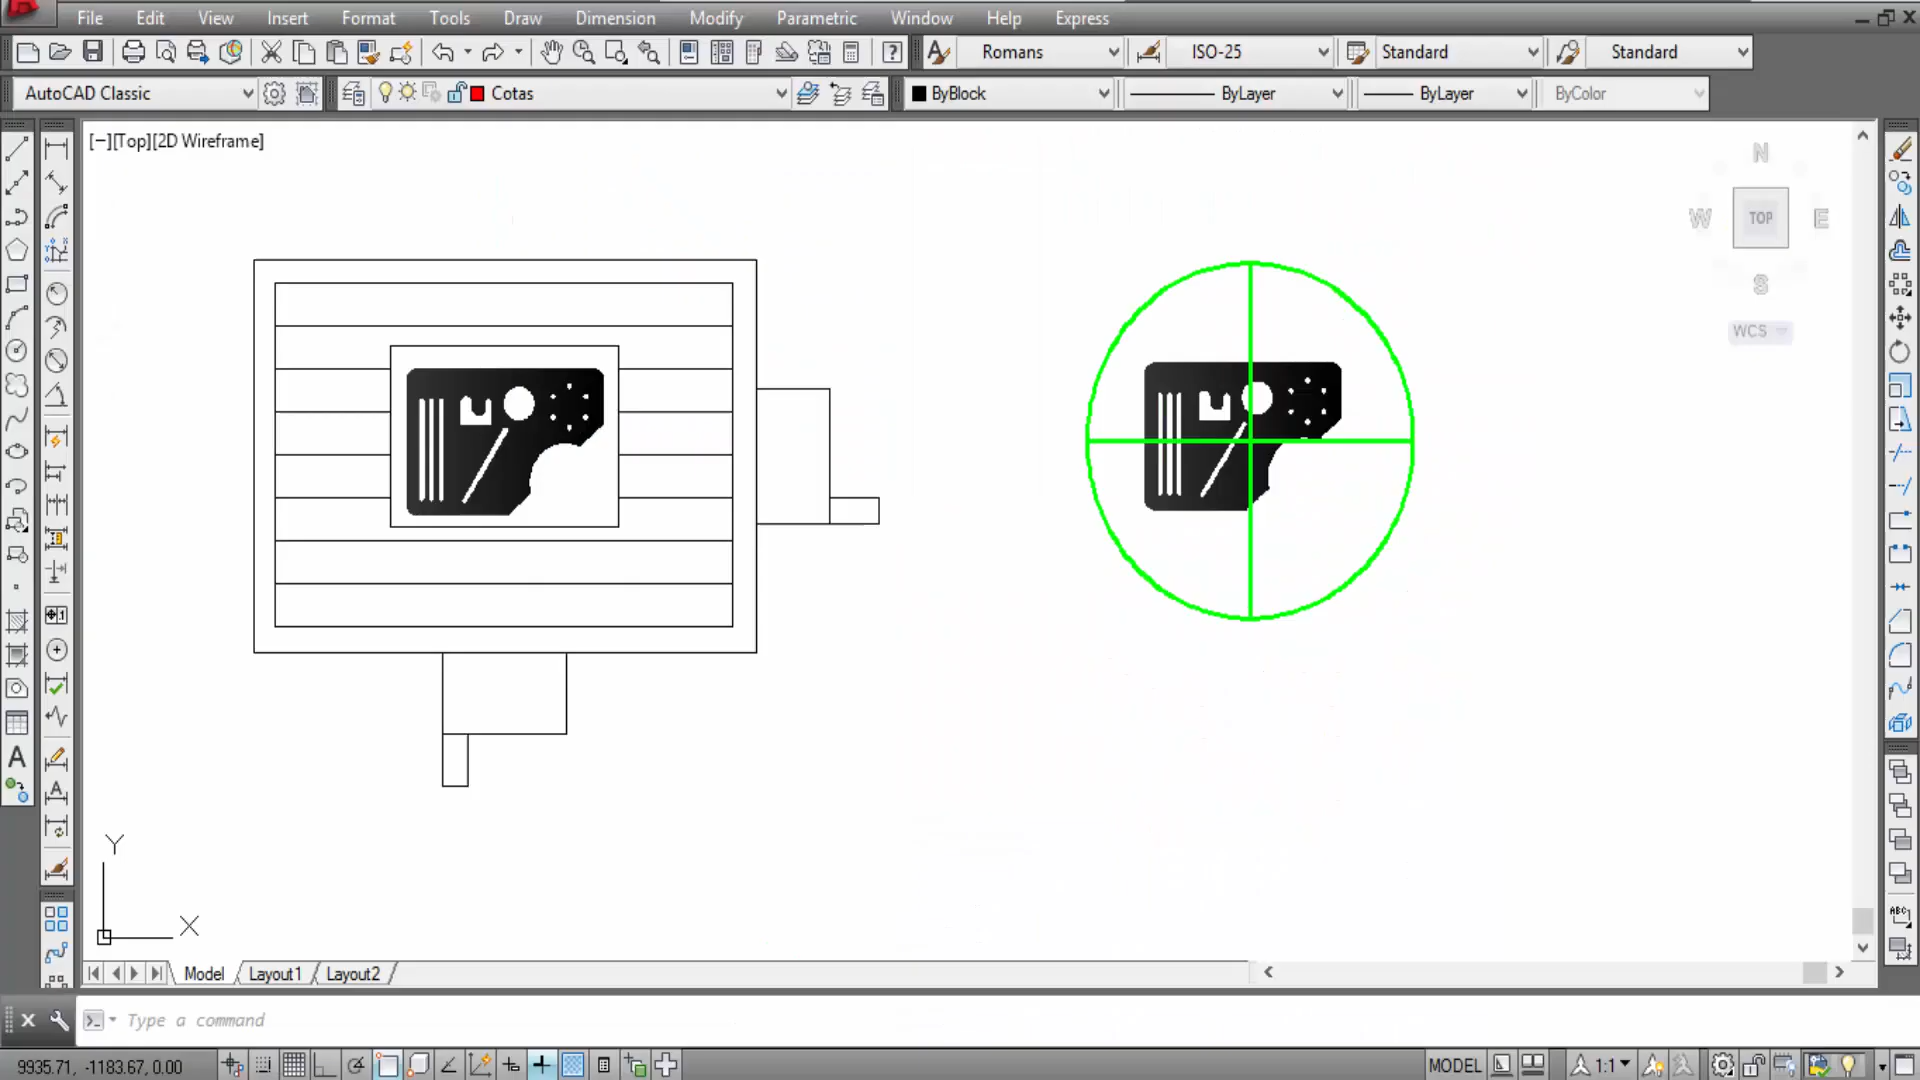 File Edit View Insert Format Tools Draw Dimension Modify Parametric Window Help Express
Romans ISO-25 Standard Standard
AutoCAD Classic Cotas ByBlock ByLayer ByLayer ByColor
[−][Top][2D Wireframe]
N
W TOP E
S
WCS
1
A
A
ABC
Y
X
Model Layout1 Layout2
Type a command
9935.71, -1183.67, 0.00 MODEL 1:1